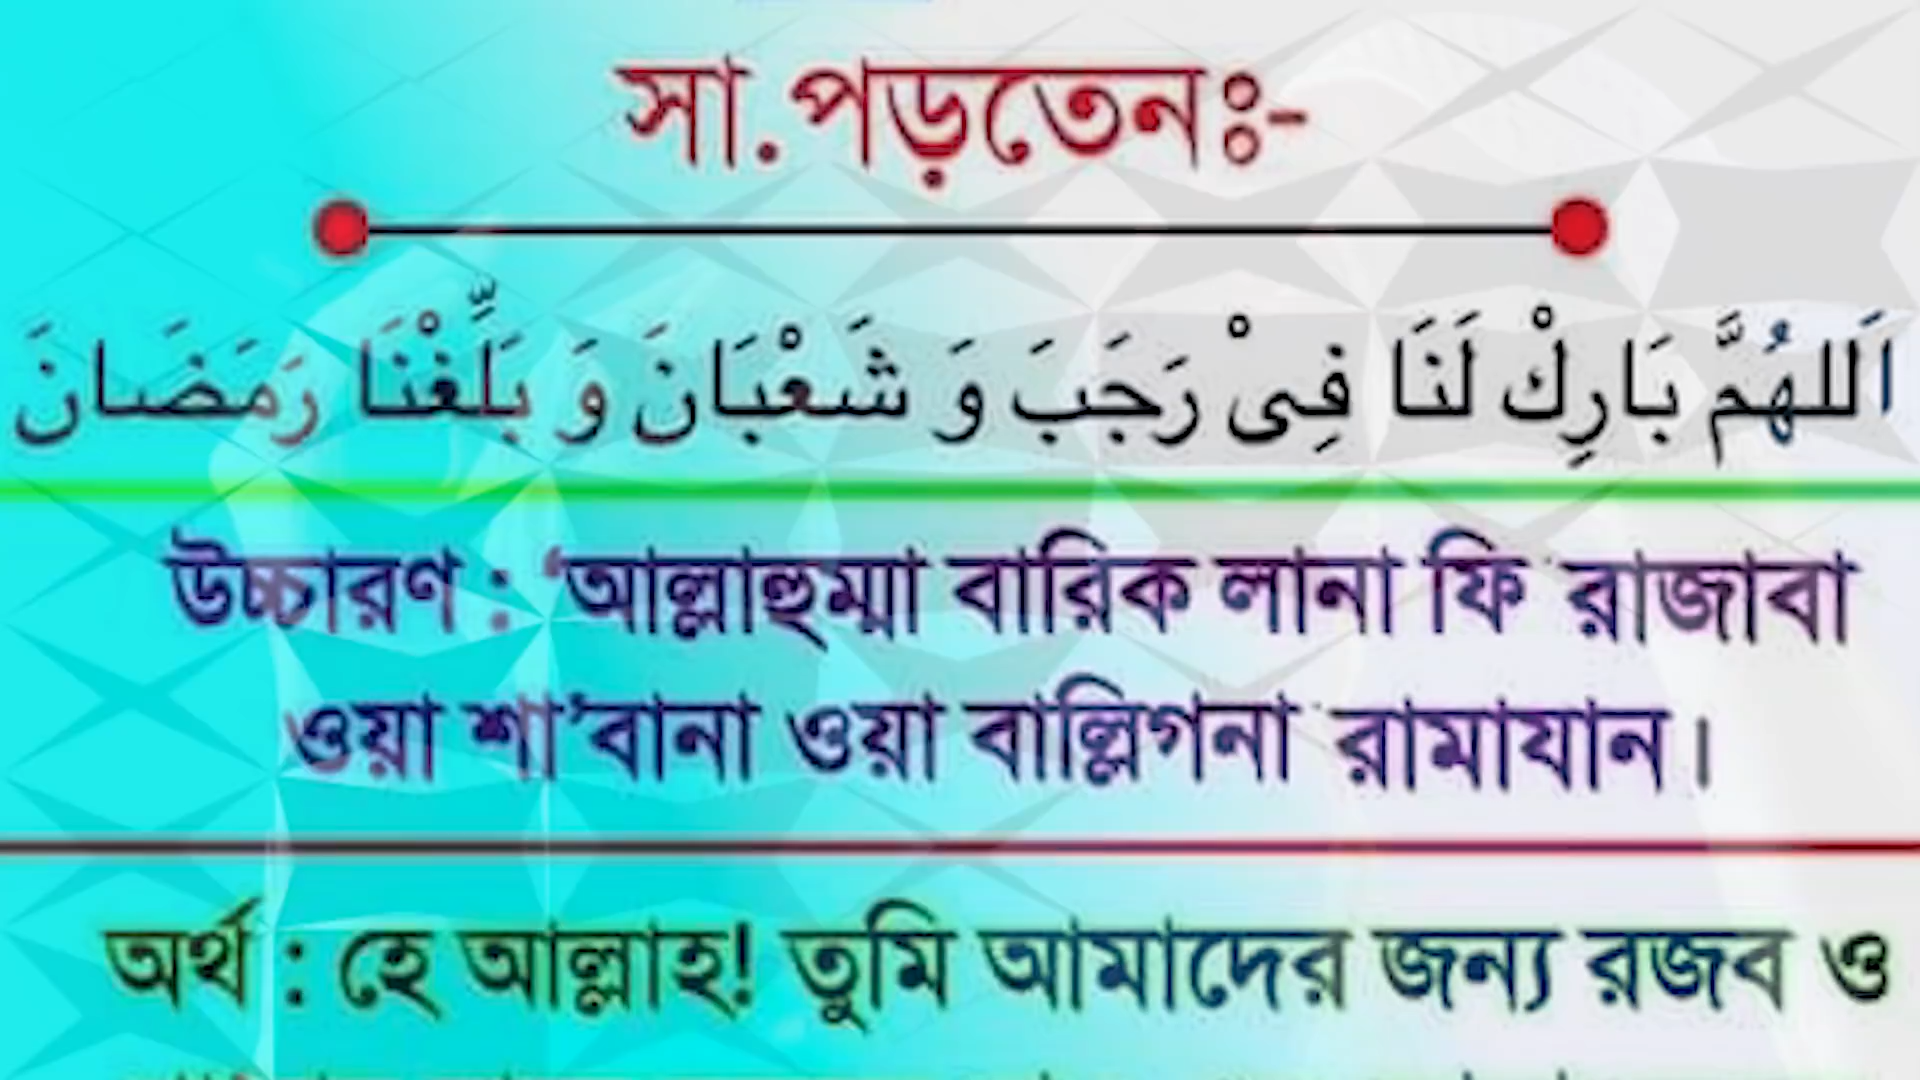 সা. পড়তেনঃ-
اَللهُمَّ بَارِكْ لَنَا فِىْ رَجَبَ وَ شَعْبَانَ وَ بَلِّغْنَا رَمَضَانَ
উচ্চারণ : ‘আল্লাহুম্মা বারিক লানা ফি রাজাবা
ওয়া শা’বানা ওয়া বাল্লিগনা রামাযান।
অর্থ : হে আল্লাহ! তুমি আমাদের জন্য রজব ও